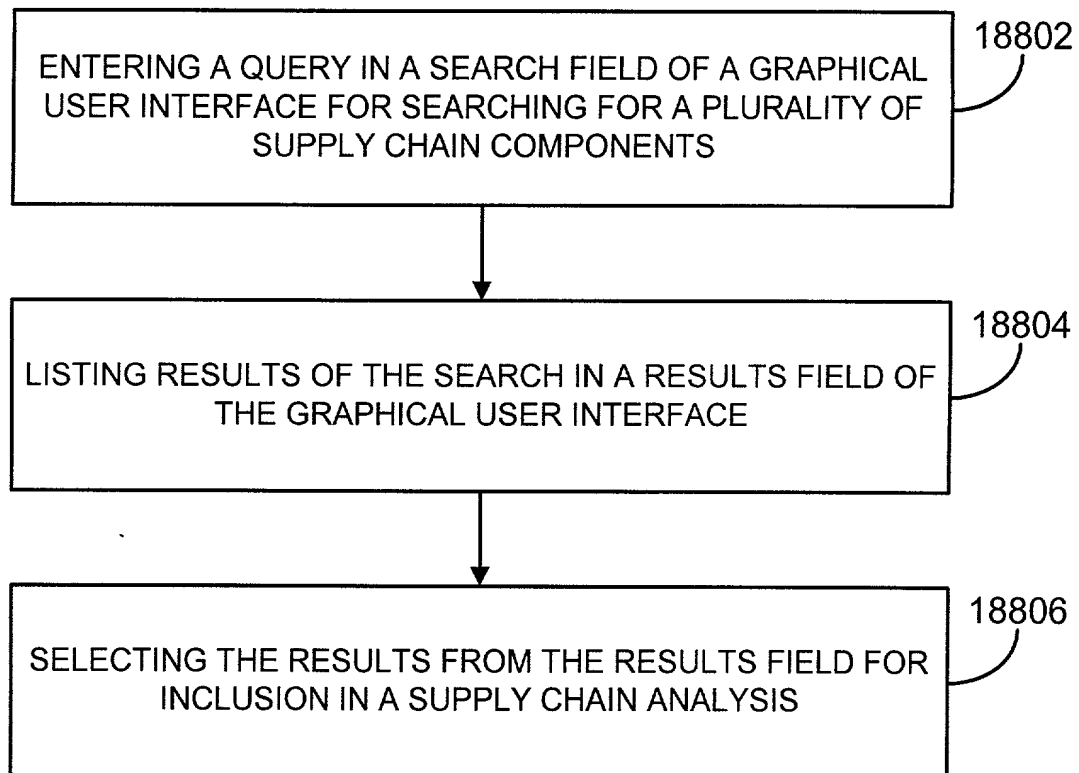 18802
ENTERING A QUERY IN A SEARCH FIELD OF A GRAPHICAL
USER INTERFACE FOR SEARCHING FOR A PLURALITY OF
SUPPLY CHAIN COMPONENTS
18804
LISTING RESULTS OF THE SEARCH IN A RESULTS FIELD OF
THE GRAPHICAL USER INTERFACE
18806
SELECTING THE RESULTS FROM THE RESULTS FIELD FOR
INCLUSION IN A SUPPLY CHAIN ANALYSIS